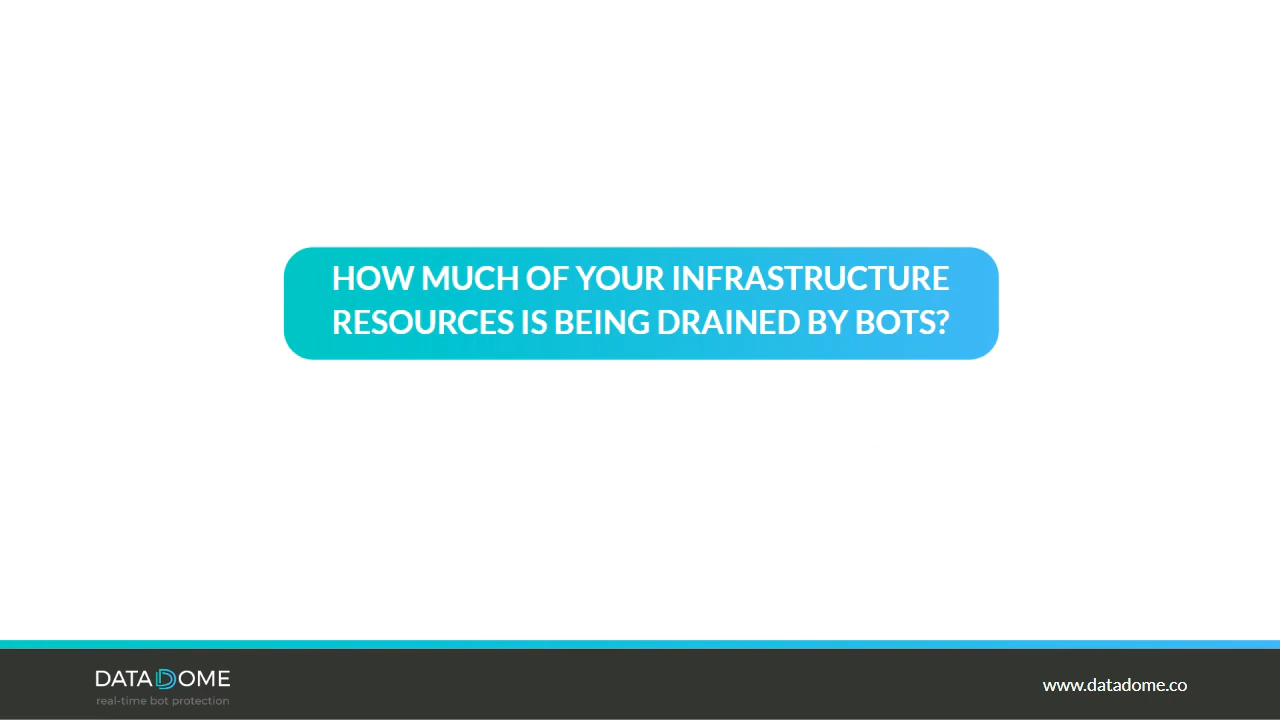 HOW MUCH OF YOUR INFRASTRUCTURE
RESOURCES IS BEING DRAINED BY BOTS?
DATADOME
real-time bot protection
www.datadome.co